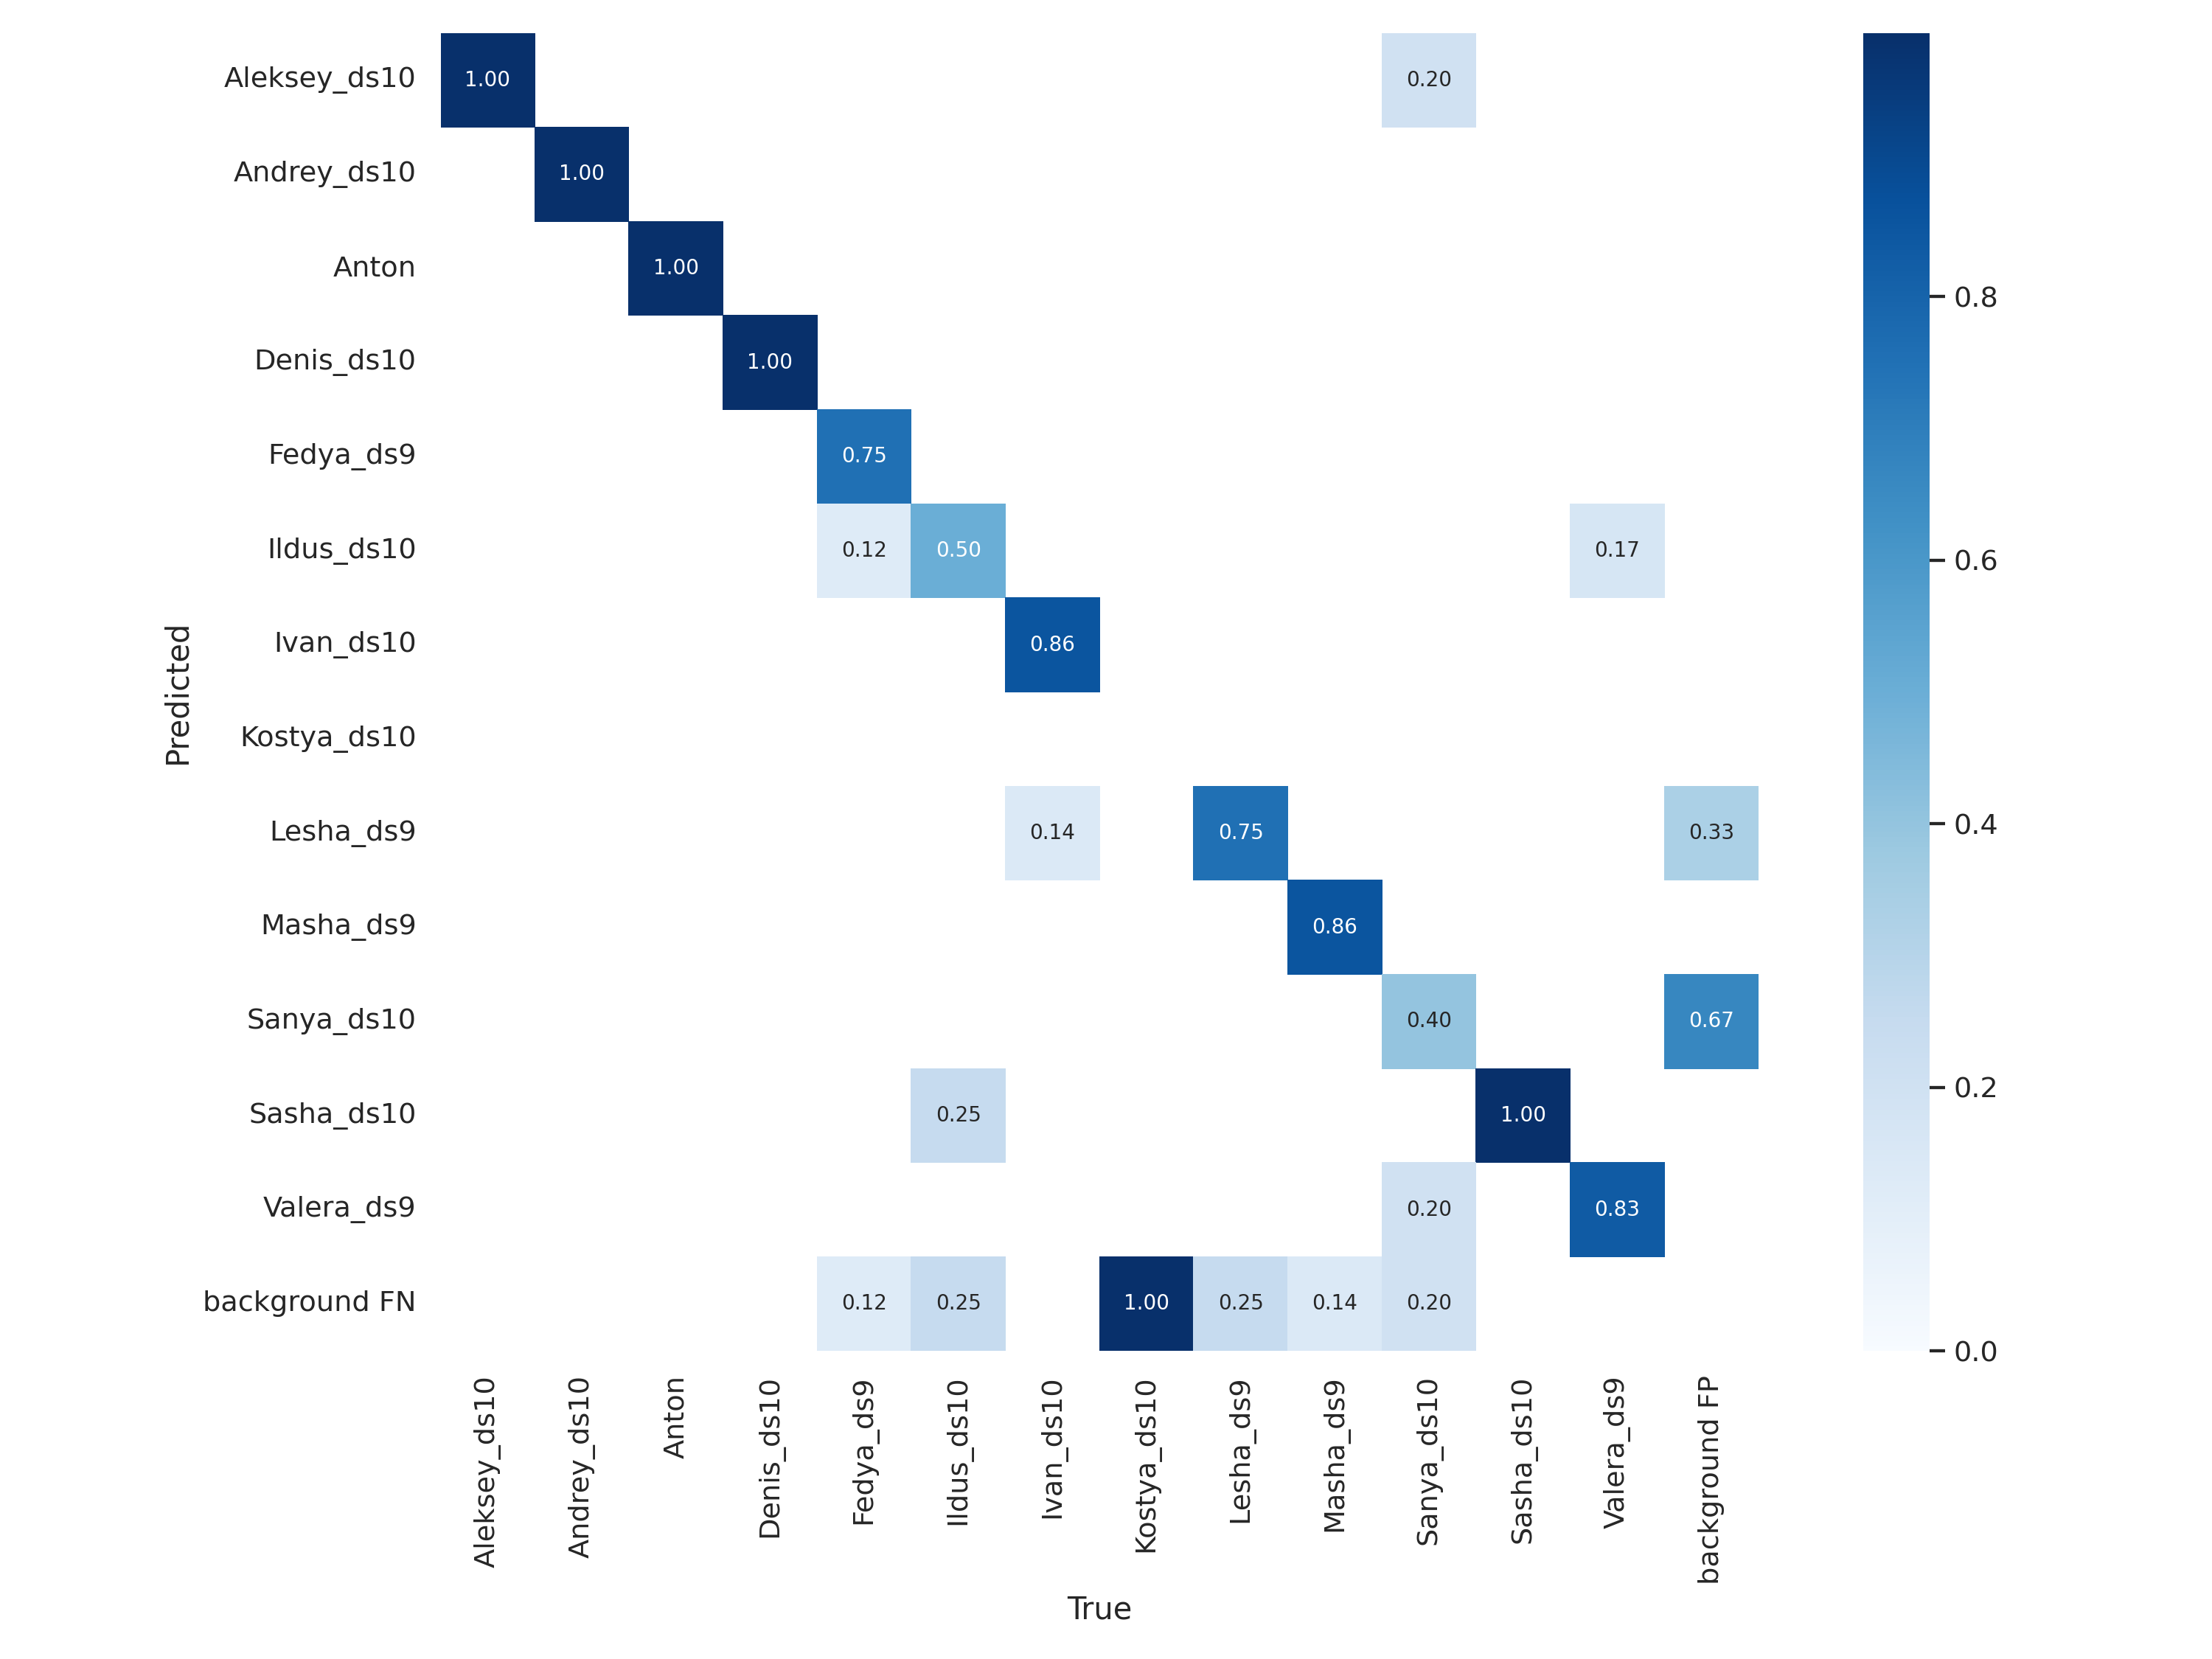 Aleksey_ds10 1.00 0.20
Andrey_ds10 1.00
Anton 1.00
Denis_ds10 1.00
Fedya_ds9 0.75
Ildus_ds10 0.12 0.50 0.17
Ivan_ds10 0.86
Kostya_ds10
Lesha_ds9 0.14 0.75 0.33
Masha_ds9 0.86
Sanya_ds10 0.40 0.67
Sasha_ds10 0.25 1.00
Valera_ds9 0.20 0.83
background FN 0.12 0.25 1.00 0.25 0.14 0.20
Predicted
Aleksey_ds10
Andrey_ds10
Anton
Denis_ds10
Fedya_ds9
Ildus_ds10
Ivan_ds10
Kostya_ds10
Lesha_ds9
Masha_ds9
Sanya_ds10
Sasha_ds10
Valera_ds9
background FP
True
0.8
0.6
0.4
0.2
0.0